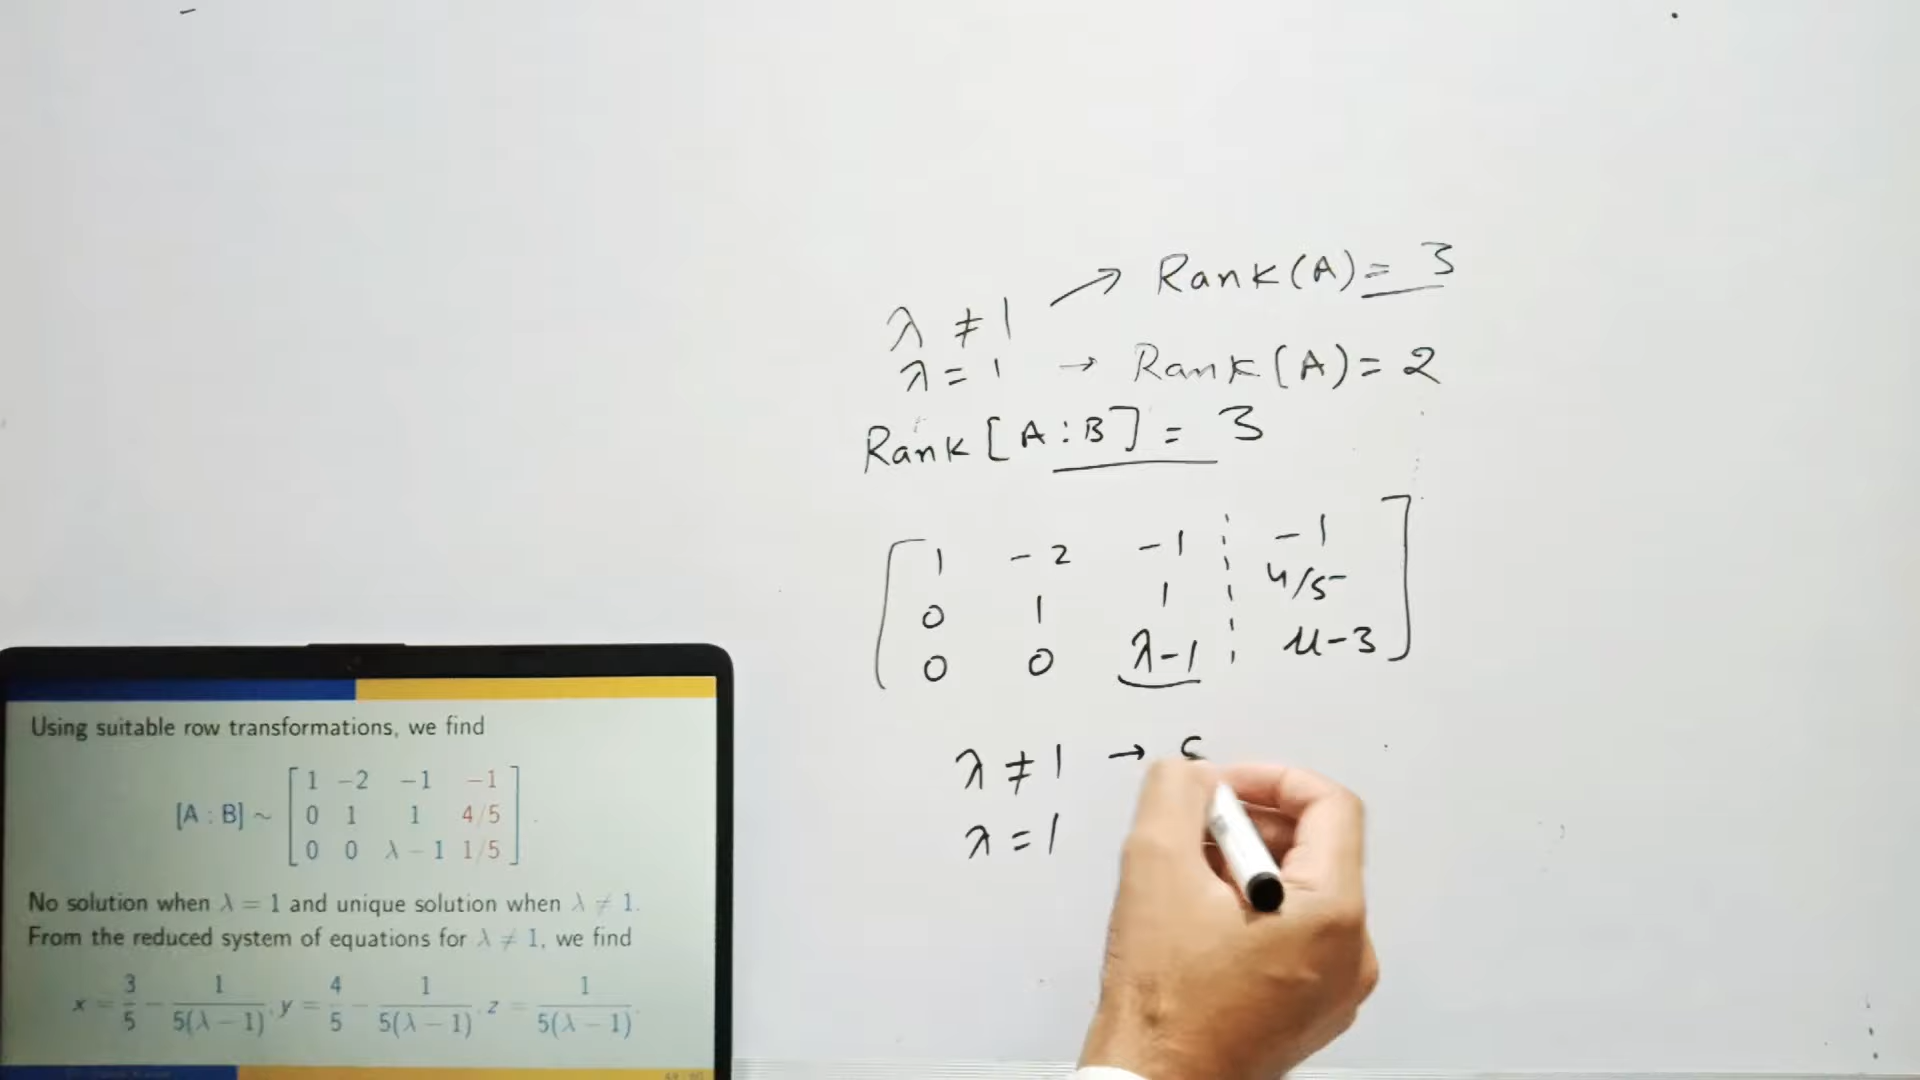 λ ≠ 1 → Rank(A) = 3
λ = 1 → Rank(A) = 2
Rank [A : B] = 3
1 -2 -1 ¦ -1
0 1 1 ¦ 4/5
0 0 λ-1 ¦ μ-3
λ ≠ 1 → S
λ = 1
Using suitable row transformations, we find
[A : B] ∼
1 −2 −1 −1
0 1 1 4/5
0 0 λ − 1 1/5
.
No solution when λ = 1 and unique solution when λ ≠ 1.
From the reduced system of equations for λ ≠ 1, we find
x = 3/5 − 1/5(λ − 1), y = 4/5 − 1/5(λ − 1), z = 1/5(λ − 1).